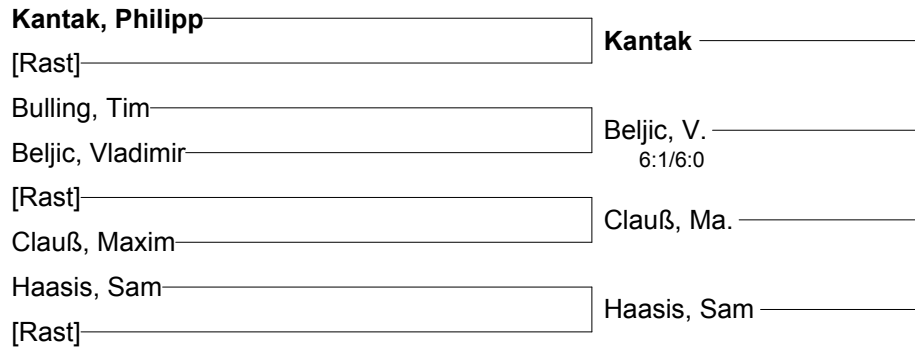 Kantak, Philipp
[Rast]
Bulling, Tim
Beljic, Vladimir
[Rast]
Clauß, Maxim
Haasis, Sam
[Rast]
Kantak
Beljic, V.
6:1/6:0
Clauß, Ma.
Haasis, Sam